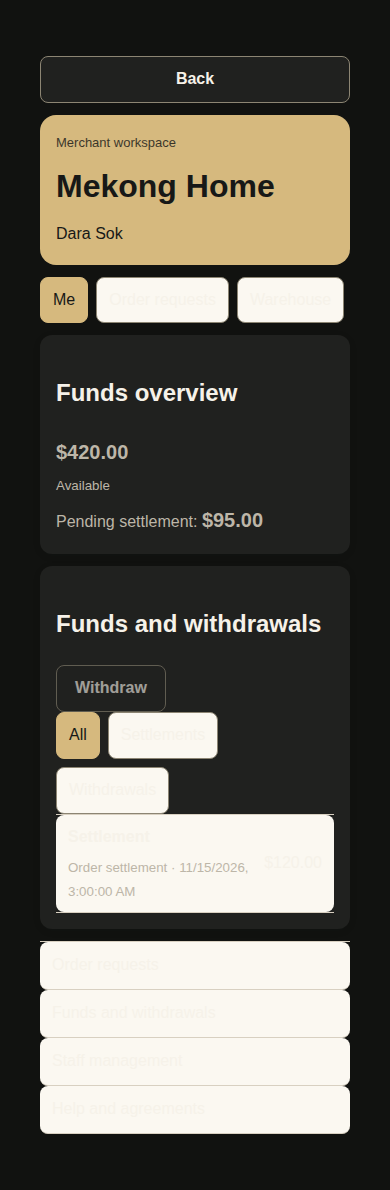 Back
Merchant workspace
Mekong Home
Dara Sok
Me
Order requests
Warehouse
Funds overview
$420.00
Available
Pending settlement: $95.00
Funds and withdrawals
Withdraw
All
Settlements
Withdrawals
Settlement
Order settlement · 11/15/2026,
3:00:00 AM
$120.00
Order requests
Funds and withdrawals
Staff management
Help and agreements